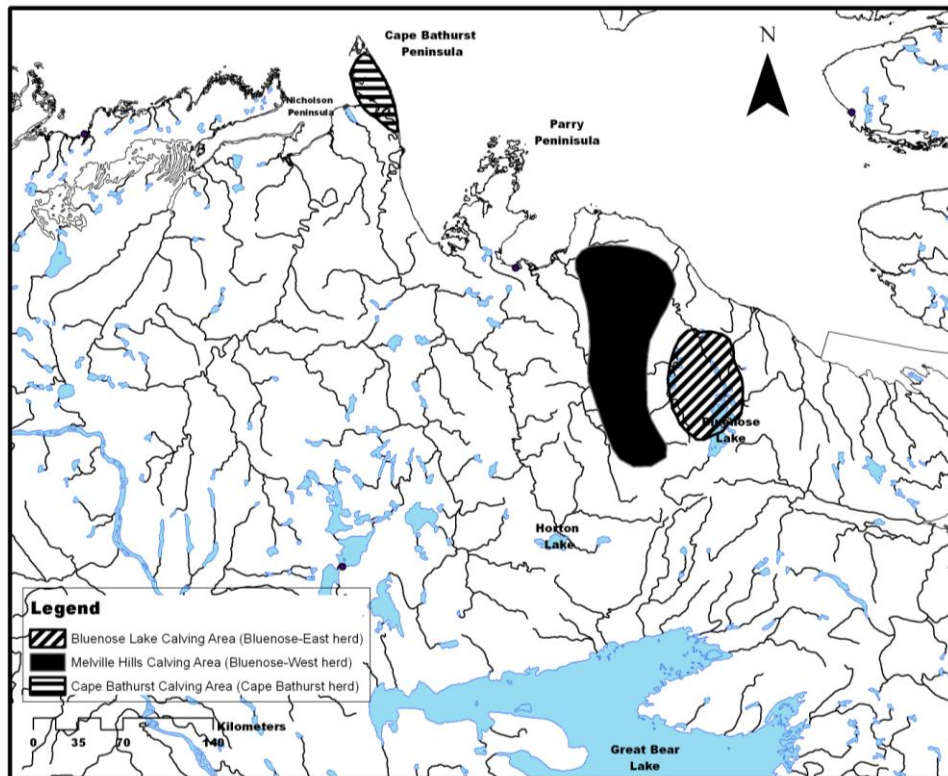 Cape Bathurst
Peninsula
N
Nicholson
Peninsula
Parry
Peninisula
Bluenose
Lake
Horton
Lake
Legend
Bluenose Lake Calving Area (Bluenose-East herd)
Melville Hills Calving Area (Bluenose-West herd)
Cape Bathurst Calving Area (Cape Bathurst herd)
Kilometers
0 35 70 140
Great Bear
Lake